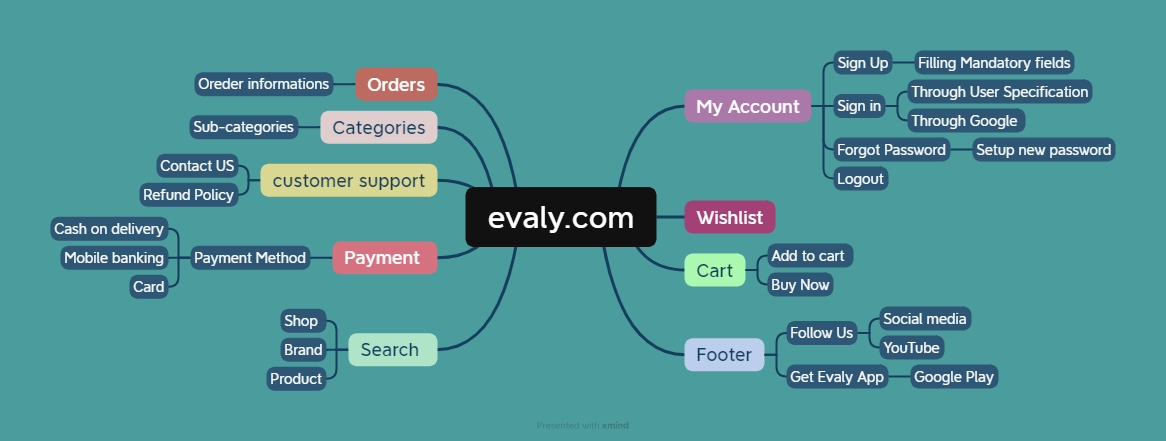 evaly.com
Orders
Oreder informations
Categories
Sub-categories
customer support
Contact US
Refund Policy
Payment
Payment Method
Cash on delivery
Mobile banking
Card
Search
Shop
Brand
Product
My Account
Sign Up
Filling Mandatory fields
Sign in
Through User Specification
Through Google
Forgot Password
Setup new password
Logout
Wishlist
Cart
Add to cart
Buy Now
Footer
Follow Us
Social media
YouTube
Get Evaly App
Google Play
Presented with xmind